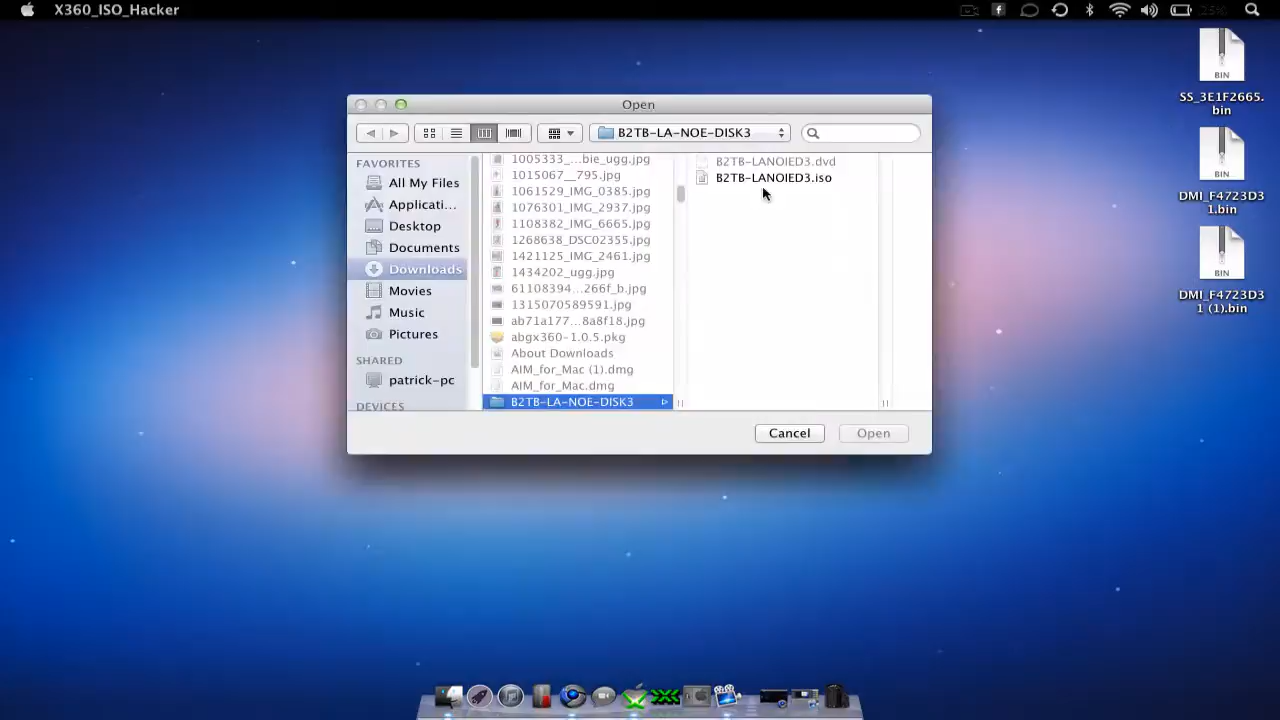 X360_ISO_Hacker
Open
B2TB-LA-NOE-DISK3
FAVORITES
All My Files
Applicati...
Desktop
Documents
Downloads
Movies
Music
Pictures
SHARED
patrick-pc
DEVICES
1005333_...bie_ugg.jpg
1015067__795.jpg
1061529_IMG_0385.jpg
1076301_IMG_2937.jpg
1108382_IMG_6665.jpg
1268638_DSC02355.jpg
1421125_IMG_2461.jpg
1434202_ugg.jpg
61108394...266f_b.jpg
1315070589591.jpg
ab71a177...8a8f18.jpg
abgx360-1.0.5.pkg
About Downloads
AIM_for_Mac (1).dmg
AIM_for_Mac.dmg
B2TB-LA-NOE-DISK3
B2TB-LANOIED3.dvd
B2TB-LANOIED3.iso
Cancel
Open
BIN
SS_3E1F2665.
bin
BIN
DMI_F4723D3
1.bin
BIN
DMI_F4723D3
1 (1).bin